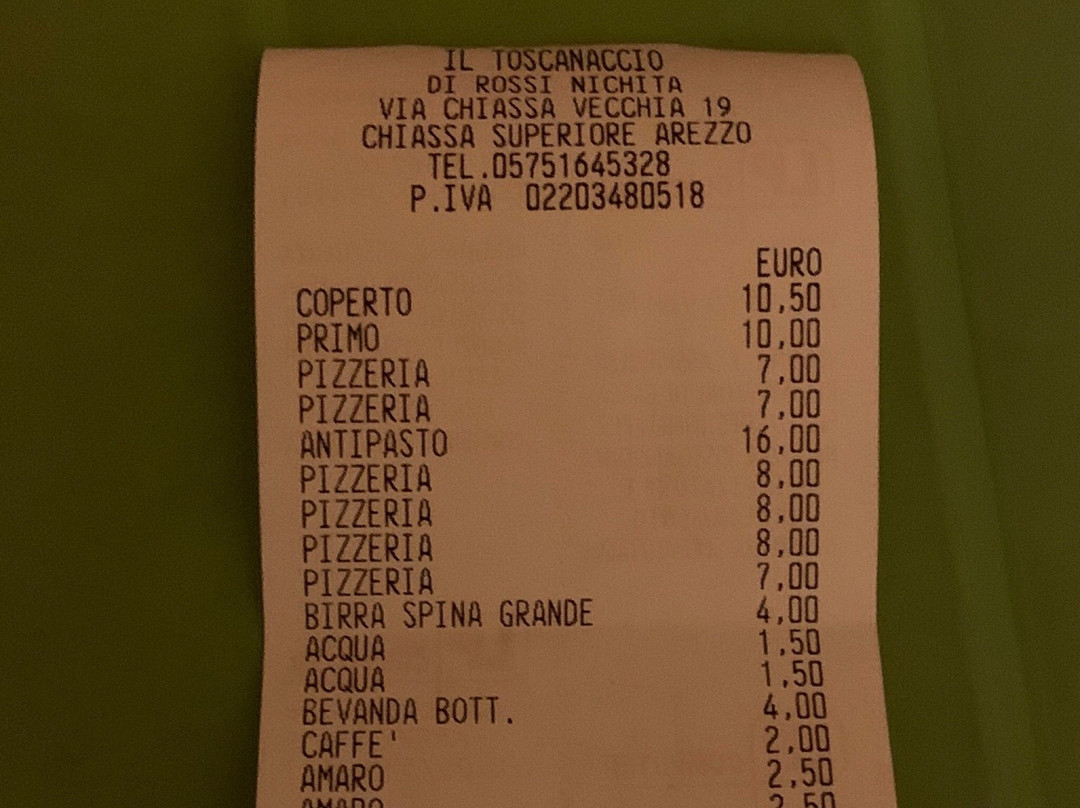 IL TOSCANACCIO
DI ROSSI NICHITA
VIA CHIASSA VECCHIA 19
CHIASSA SUPERIORE AREZZO
TEL.05751645328
P.IVA 02203480518
EURO
COPERTO 10,50
PRIMO 10,00
PIZZERIA 7,00
PIZZERIA 7,00
ANTIPASTO 16,00
PIZZERIA 8,00
PIZZERIA 8,00
PIZZERIA 8,00
PIZZERIA 7,00
BIRRA SPINA GRANDE 4,00
ACQUA 1,50
ACQUA 1,50
BEVANDA BOTT. 4,00
CAFFE' 2,00
AMARO 2,50
AMARO 2,50